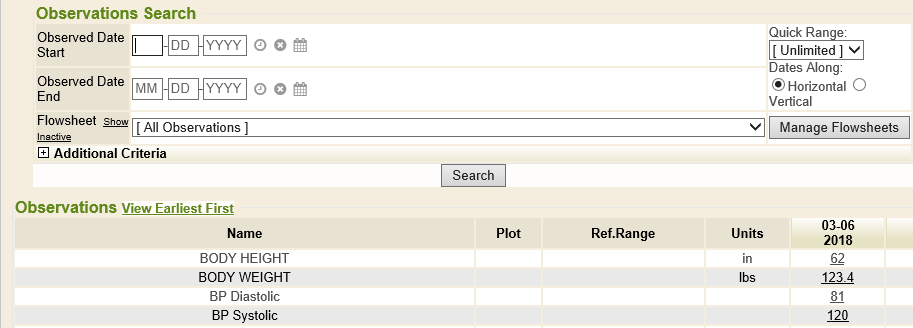 Observations Search
Observed Date Start
- DD - YYYY
Quick Range:
[ Unlimited ]
Dates Along:
Horizontal
Vertical
Observed Date End
MM - DD - YYYY
Flowsheet Show Inactive
[ All Observations ]
Manage Flowsheets
Additional Criteria
Search
Observations View Earliest First
Name Plot Ref.Range Units 03-06 2018
BODY HEIGHT in 62
BODY WEIGHT lbs 123.4
BP Diastolic 81
BP Systolic 120